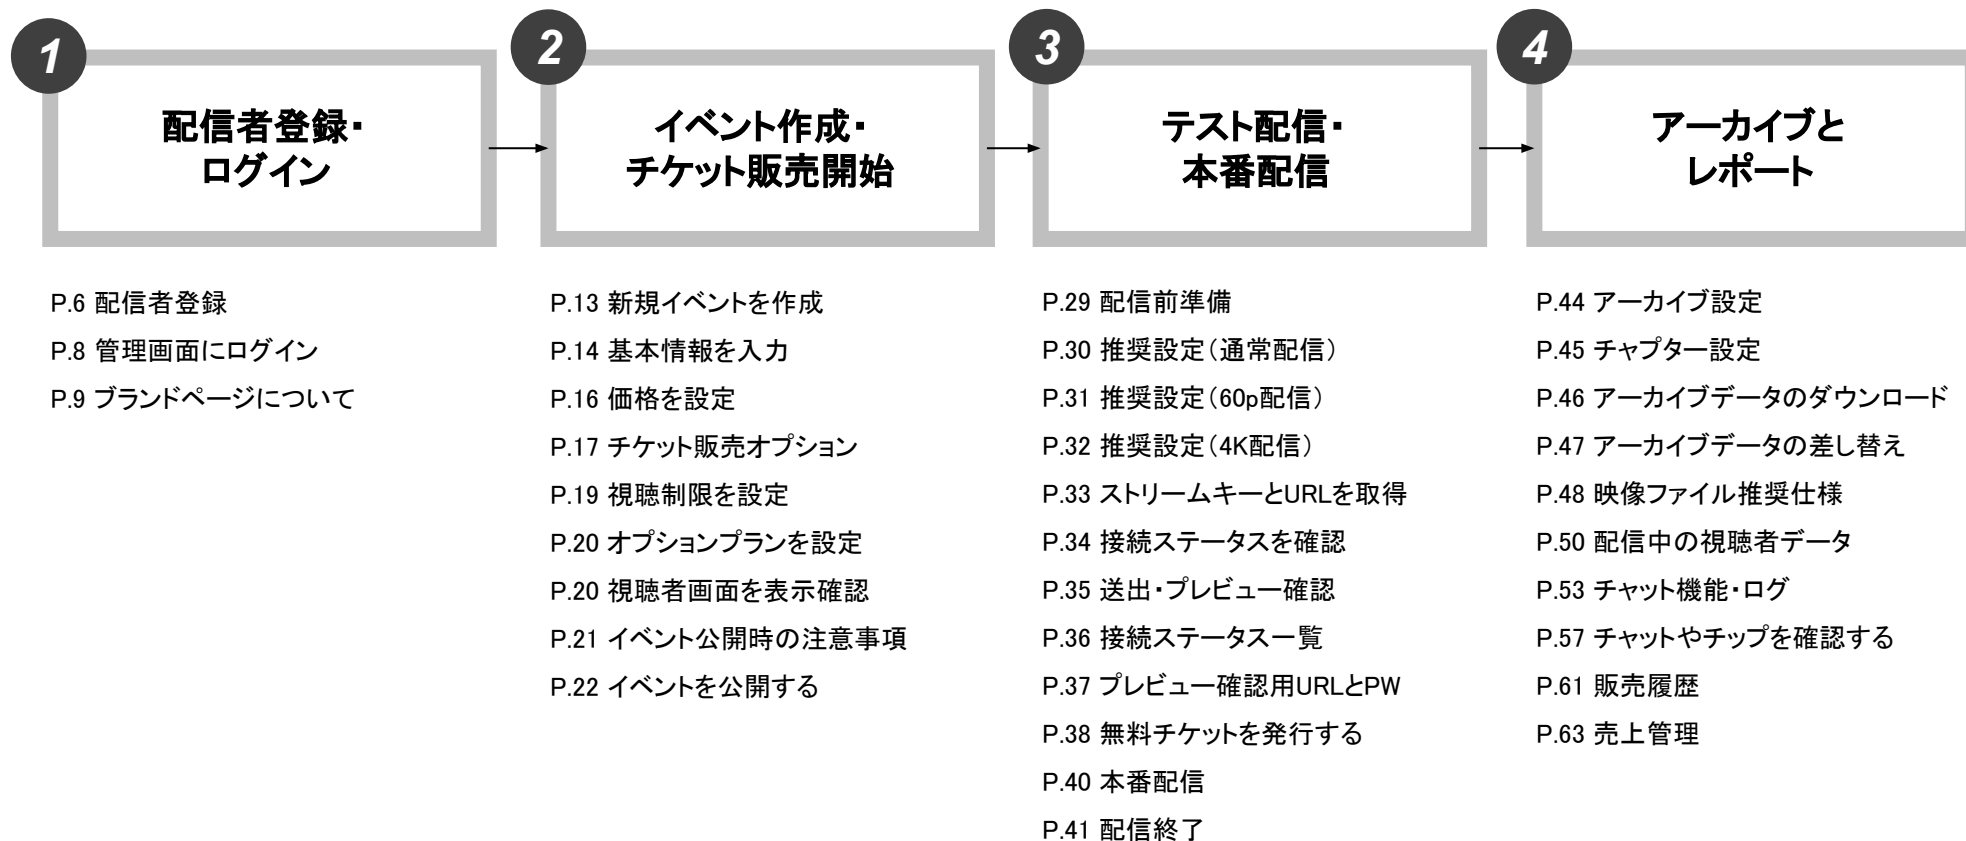 1
配信者登録・
ログイン
P.6 配信者登録
P.8 管理画面にログイン
P.9 ブランドページについて
2
イベント作成・
チケット販売開始
P.13 新規イベントを作成
P.14 基本情報を入力
P.16 価格を設定
P.17 チケット販売オプション
P.19 視聴制限を設定
P.20 オプションプランを設定
P.20 視聴者画面を表示確認
P.21 イベント公開時の注意事項
P.22 イベントを公開する
3
テスト配信・
本番配信
P.29 配信前準備
P.30 推奨設定（通常配信）
P.31 推奨設定（60p配信）
P.32 推奨設定（4K配信）
P.33 ストリームキーとURLを取得
P.34 接続ステータスを確認
P.35 送出・プレビュー確認
P.36 接続ステータス一覧
P.37 プレビュー確認用URLとPW
P.38 無料チケットを発行する
P.40 本番配信
P.41 配信終了
4
アーカイブと
レポート
P.44 アーカイブ設定
P.45 チャプター設定
P.46 アーカイブデータのダウンロード
P.47 アーカイブデータの差し替え
P.48 映像ファイル推奨仕様
P.50 配信中の視聴者データ
P.53 チャット機能・ログ
P.57 チャットやチップを確認する
P.61 販売履歴
P.63 売上管理